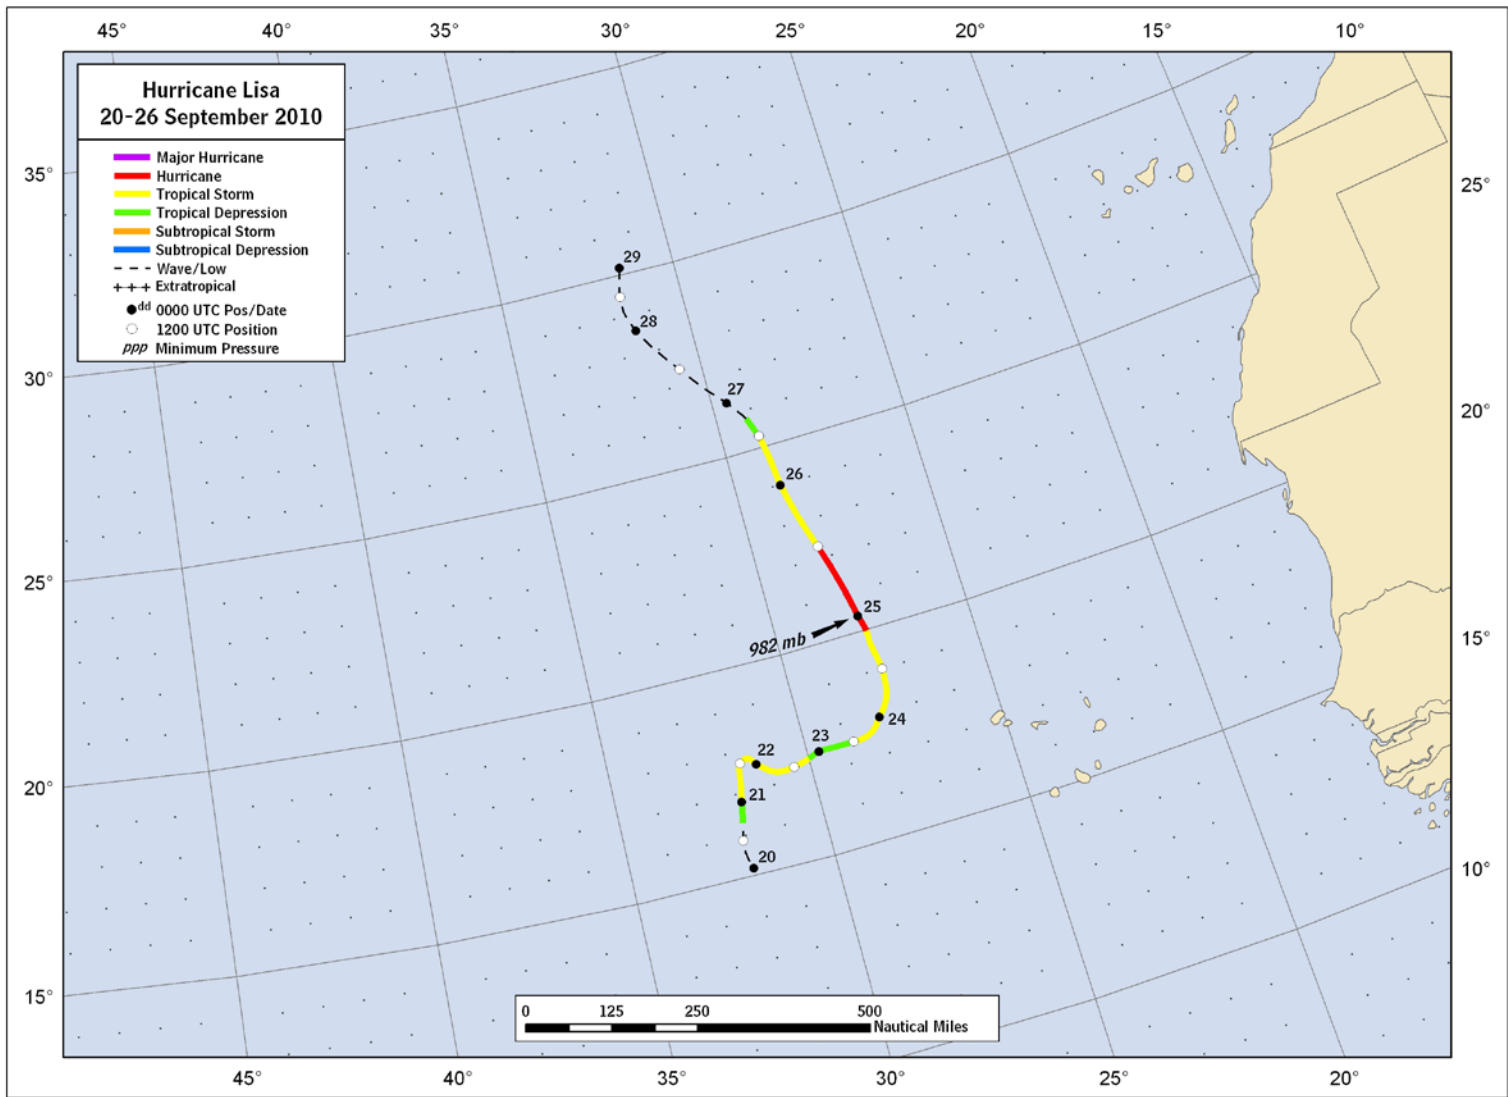 45° 40° 35° 30° 25° 20° 15° 10°
Hurricane Lisa
20-26 September 2010
Major Hurricane
Hurricane
Tropical Storm
Tropical Depression
Subtropical Storm
Subtropical Depression
Wave/Low
Extratropical
dd 0000 UTC Pos/Date
1200 UTC Position
ppp Minimum Pressure
35°
25°
29
28
30°
27
20°
26
25°
25
982 mb
15°
24
23
22
20°
21
20
10°
15°
0 125 250 500
Nautical Miles
45° 40° 35° 30° 25° 20°